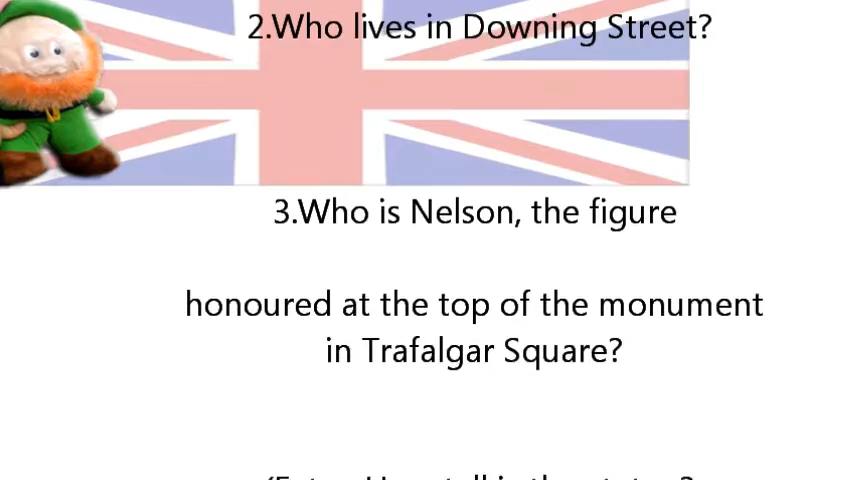 2.Who lives in Downing Street?
3.Who is Nelson, the figure
honoured at the top of the monument
in Trafalgar Square?